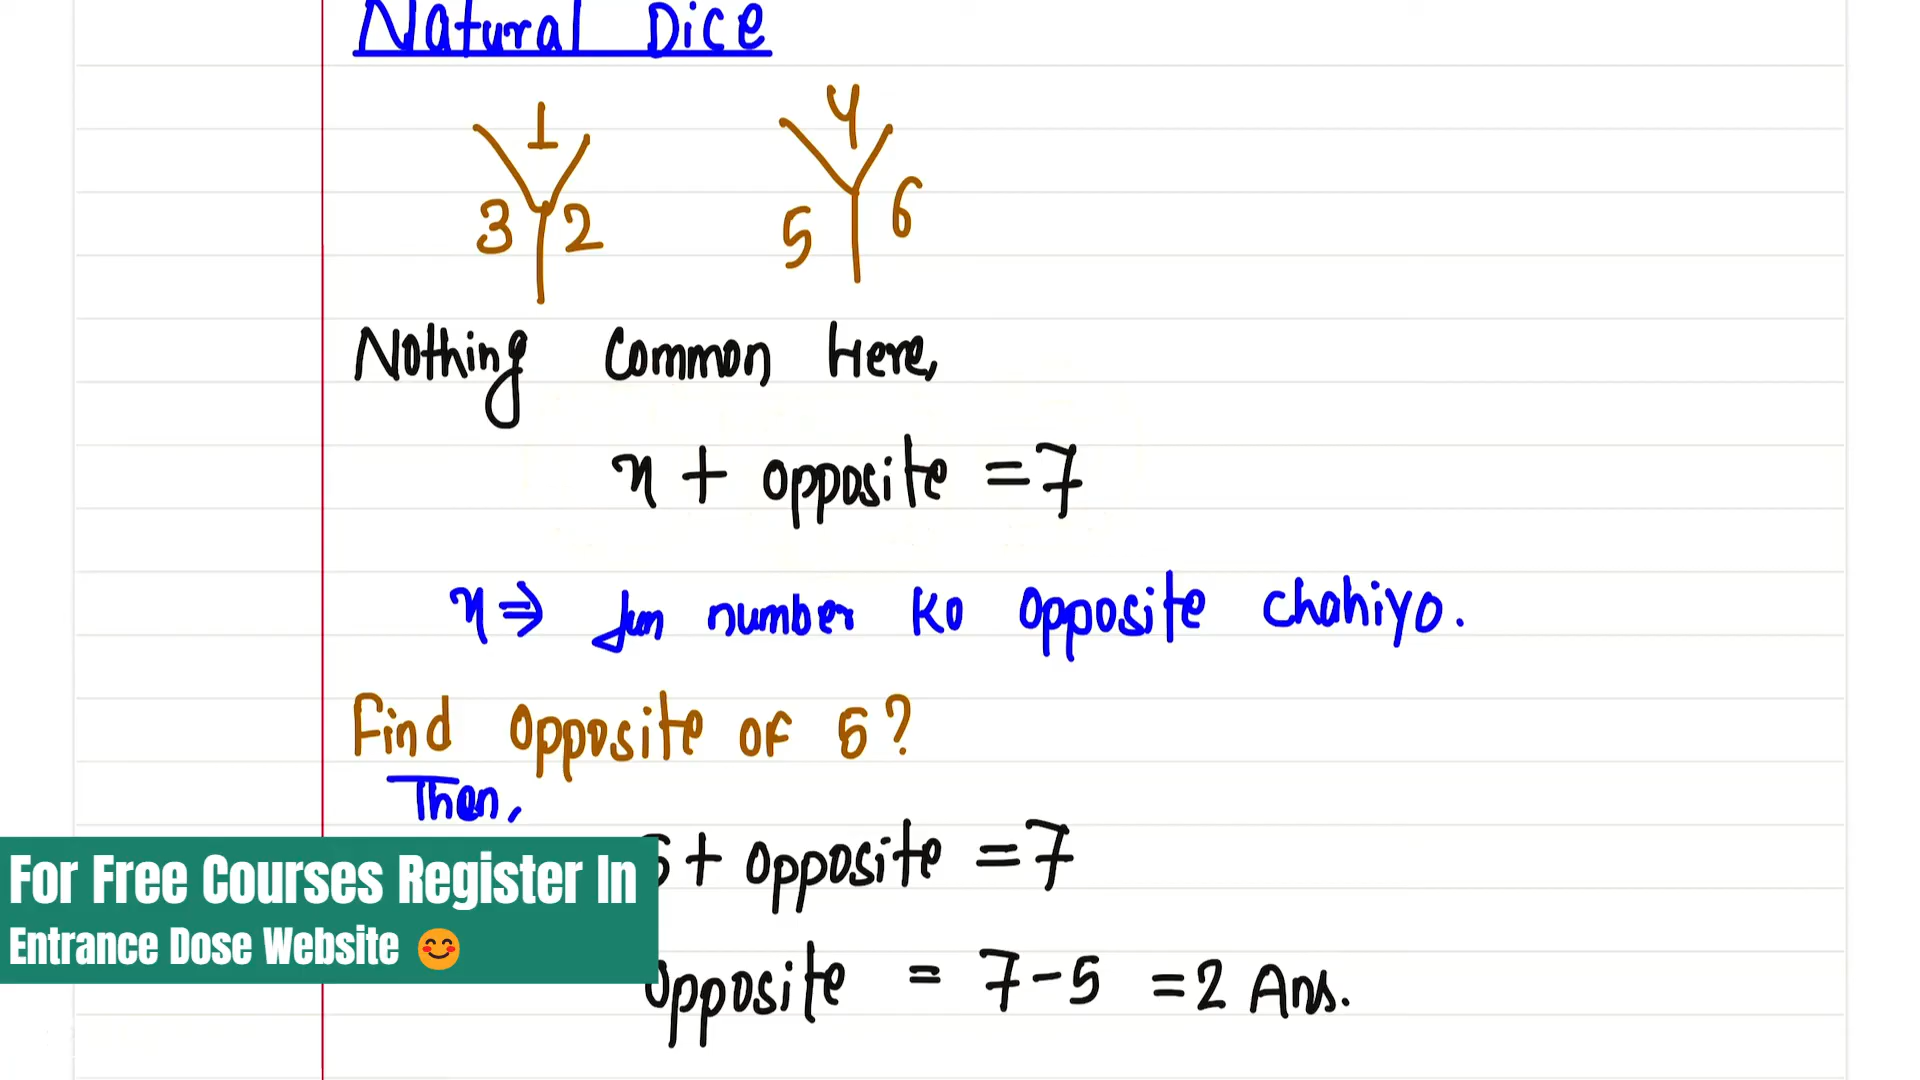 Natural Dice
1 4
3 2 5 6
Nothing Common Here,
x + opposite = 7
x ⇒ Jun number ko opposite chahiyo.
Find opposite of 5?
Then,
5 + opposite = 7
opposite = 7-5 = 2 Ans.
For Free Courses Register In
Entrance Dose Website 😊